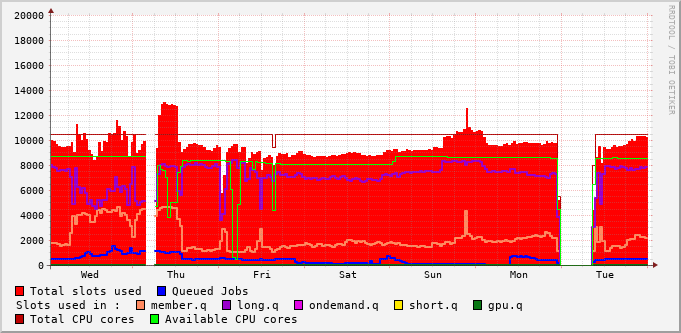 RRDTOOL / TOBI OETIKER
20000
18000
16000
14000
12000
10000
8000
6000
4000
2000
0
Wed Thu Fri Sat Sun Mon Tue
Total slots used Queued Jobs
Slots used in : member.q long.q ondemand.q short.q gpu.q
Total CPU cores Available CPU cores